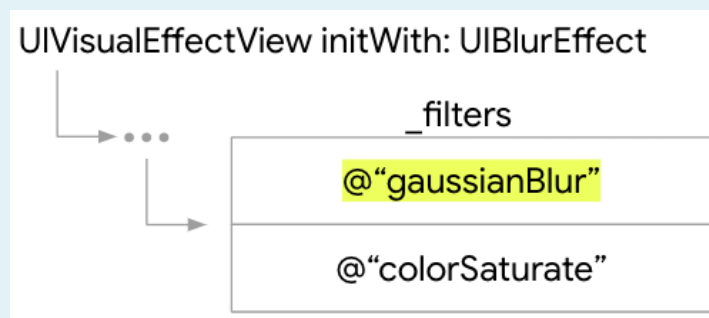 UIVisualEffectView initWith: UIBlurEffect
•••
_filters
@“gaussianBlur”
@“colorSaturate”